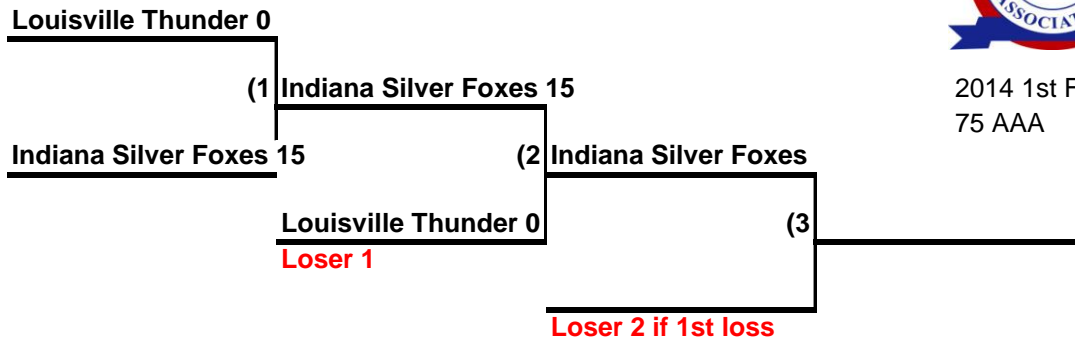 Louisville Thunder 0
(1 Indiana Silver Foxes 15
2014 1st
75 AAA
Indiana Silver Foxes 15
(2 Indiana Silver Foxes
Louisville Thunder 0
(3
Loser 1
Loser 2 if 1st loss